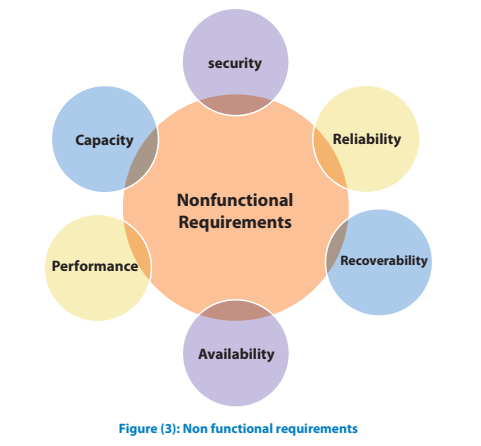 security
Capacity
Reliability
Nonfunctional
Requirements
Performance
Recoverability
Availability
Figure (3): Non functional requirements